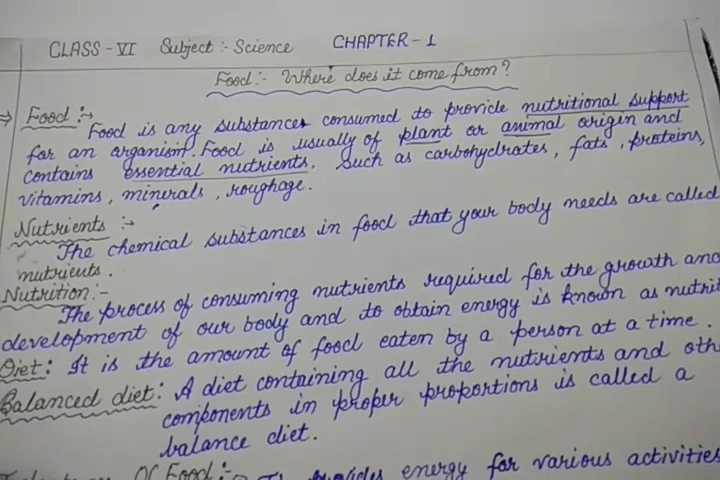 CLASS - VI Subject :- Science CHAPTER - 1
Food :- Where does it come from?
⇒ Food :→
Food is any substances consumed to provide nutritional support
for an organism. Food is usually of plant or animal origin and
contains essential nutrients. Such as carbohydrates, fats, proteins,
vitamins, minerals, roughage.
Nutrients :→
The chemical substances in food that your body needs are called
nutrients.
Nutrition :-
The process of consuming nutrients required for the growth and
development of our body and to obtain energy is known as nutrit
Diet : It is the amount of food eaten by a person at a time.
Balanced diet : A diet containing all the nutrients and oth
components in proper proportions is called a
balance diet.
Of Food :- energy for various activities